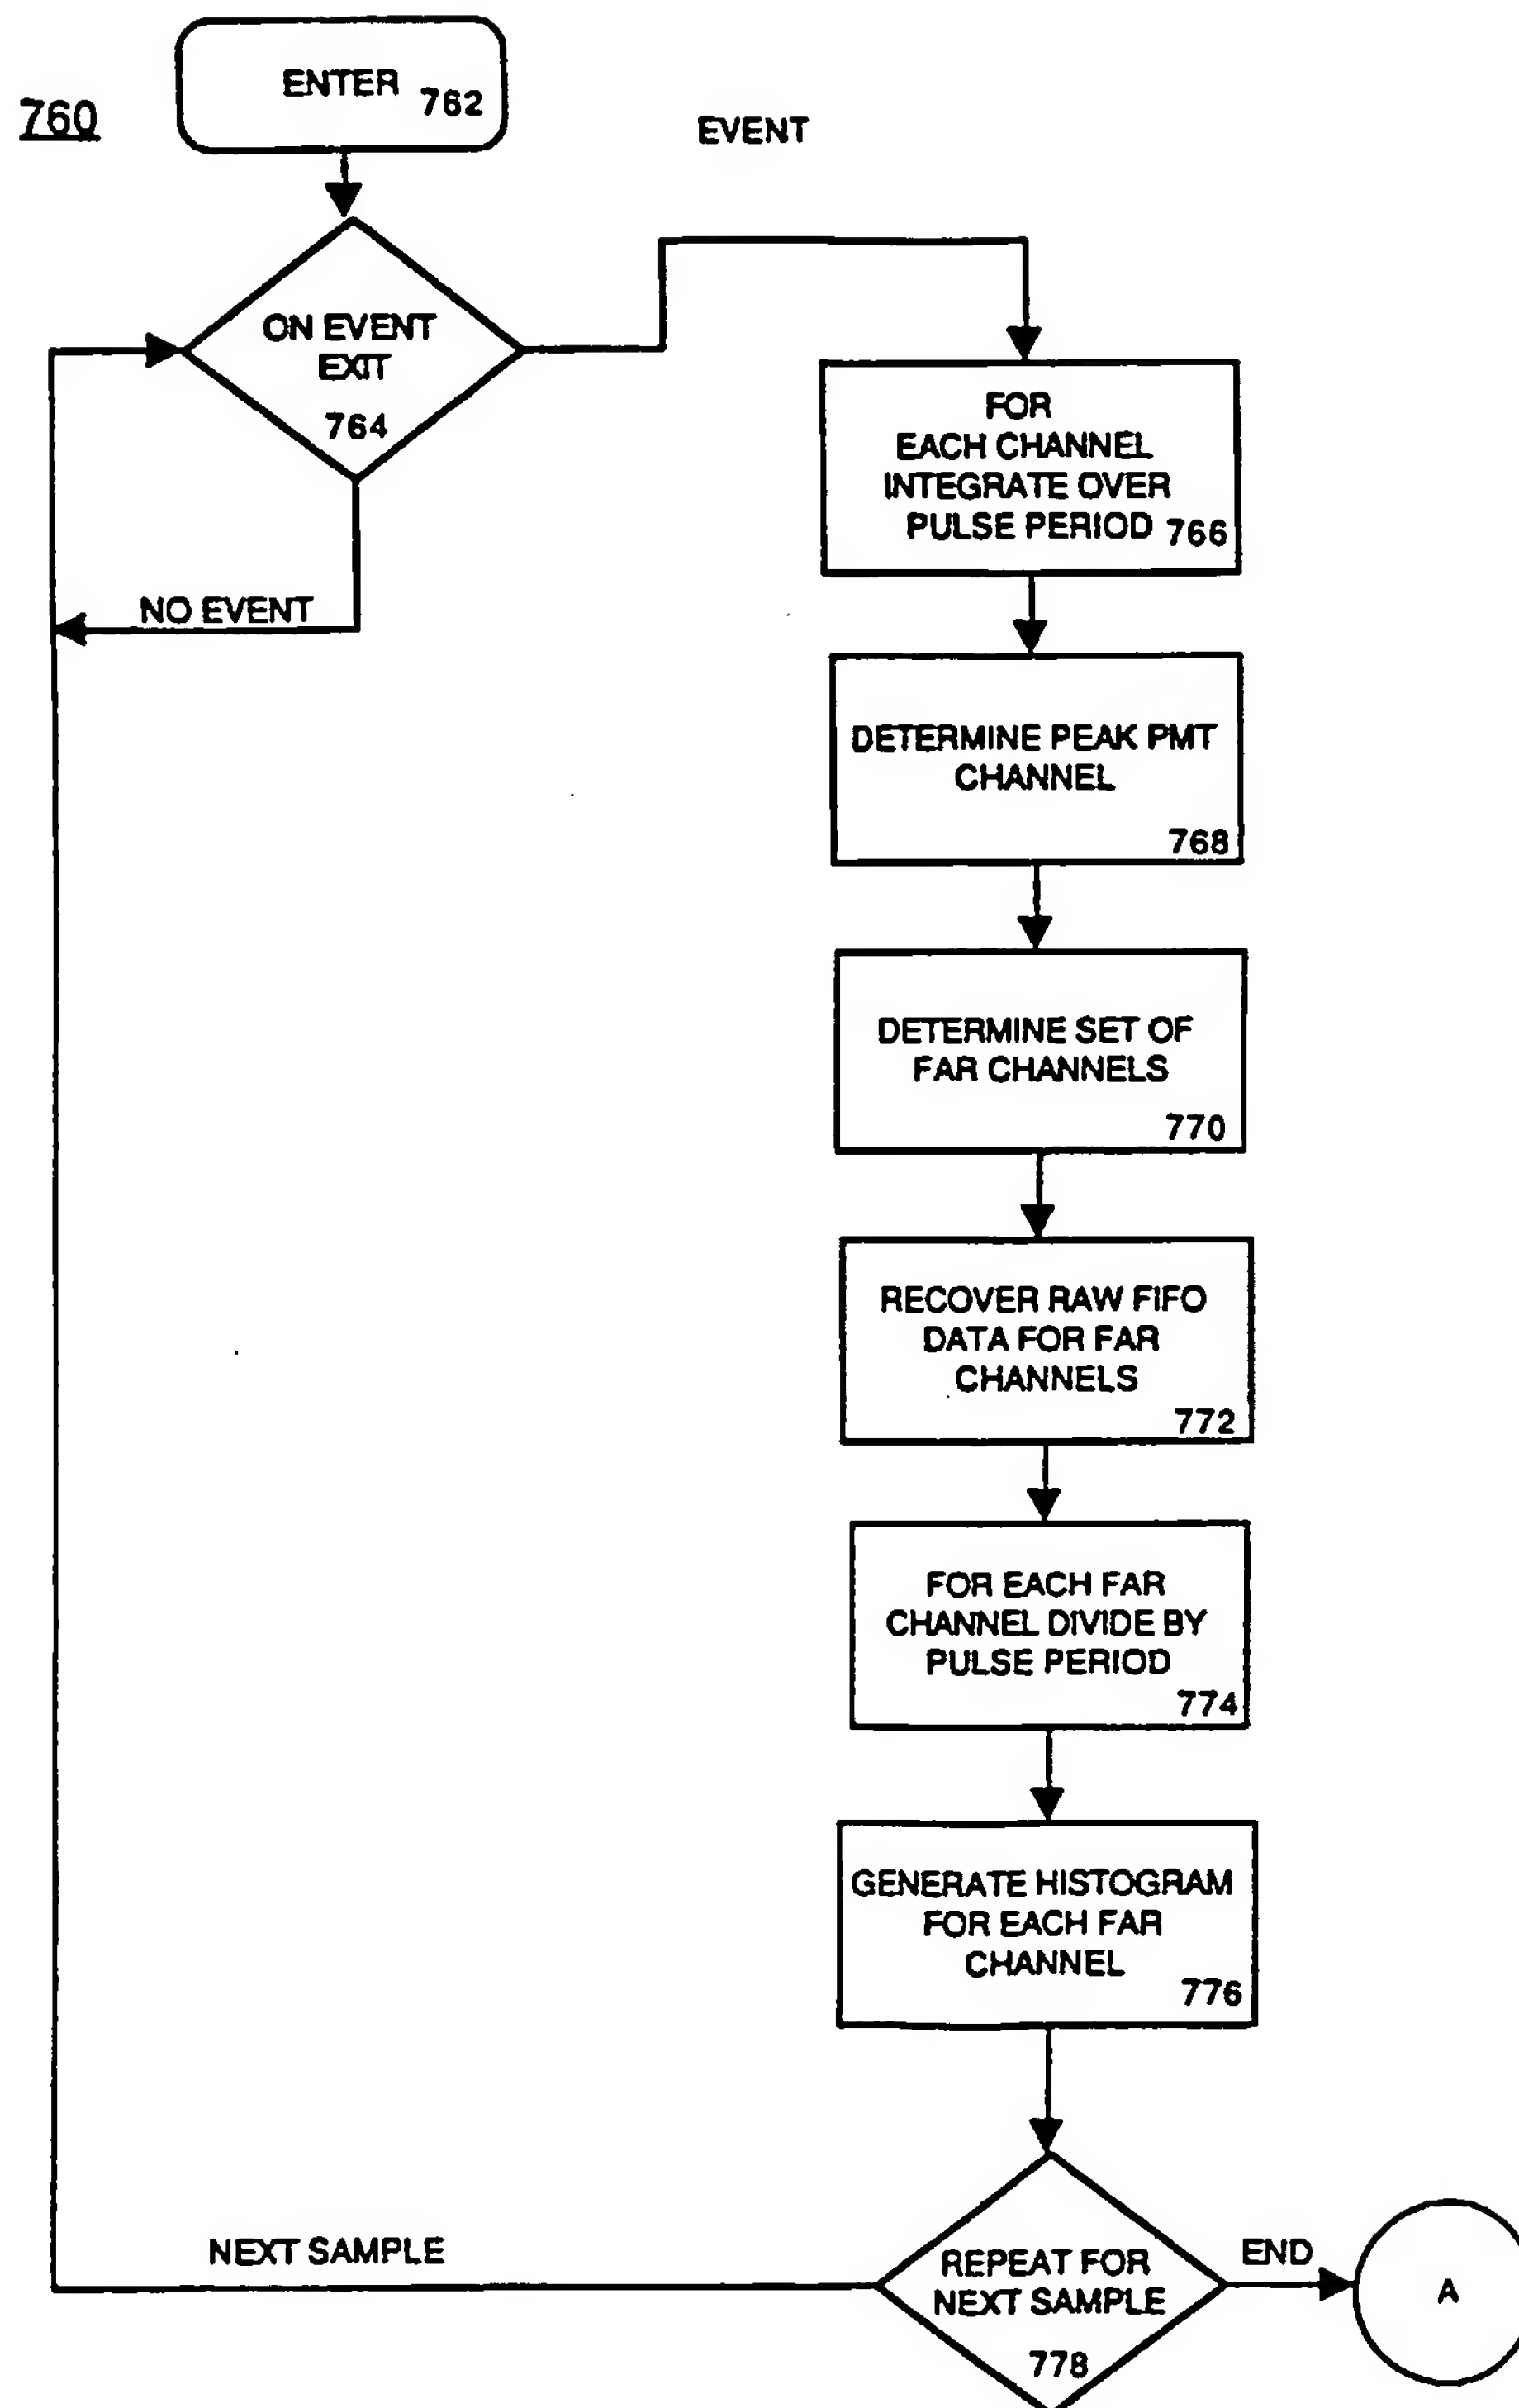 760
ENTER 762
EVENT
ON EVENT
EXIT
764
NO EVENT
FOR
EACH CHANNEL
INTEGRATE OVER
PULSE PERIOD 766
DETERMINE PEAK PMT
CHANNEL
768
DETERMINE SET OF
FAR CHANNELS
770
RECOVER RAW FIFO
DATA FOR FAR
CHANNELS
772
FOR EACH FAR
CHANNEL DIVIDE BY
PULSE PERIOD
774
GENERATE HISTOGRAM
FOR EACH FAR
CHANNEL
776
NEXT SAMPLE
REPEAT FOR
NEXT SAMPLE
778
END
A